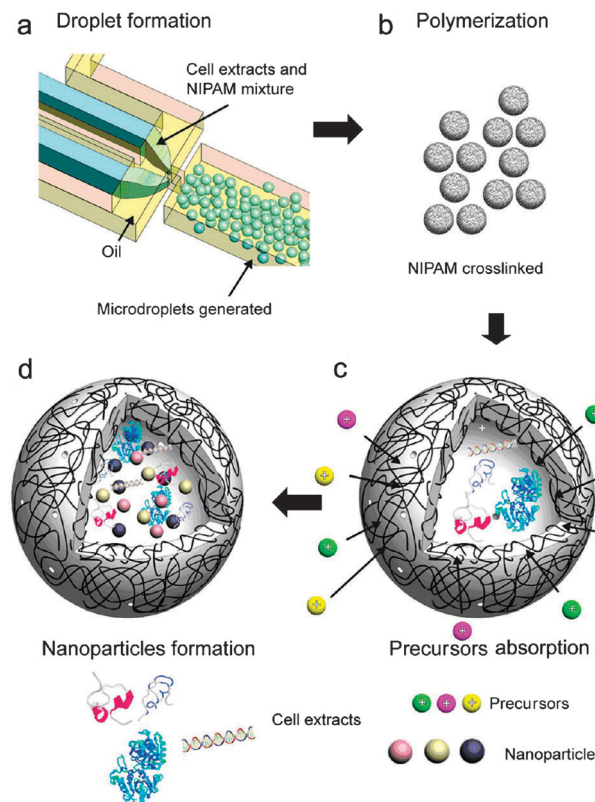 a Droplet formation
Cell extracts and
NIPAM mixture
Oil
Microdroplets generated
b Polymerization
NIPAM crosslinked
d
Nanoparticles formation
c
Precursors absorption
Cell extracts
+ + + Precursors
Nanoparticle